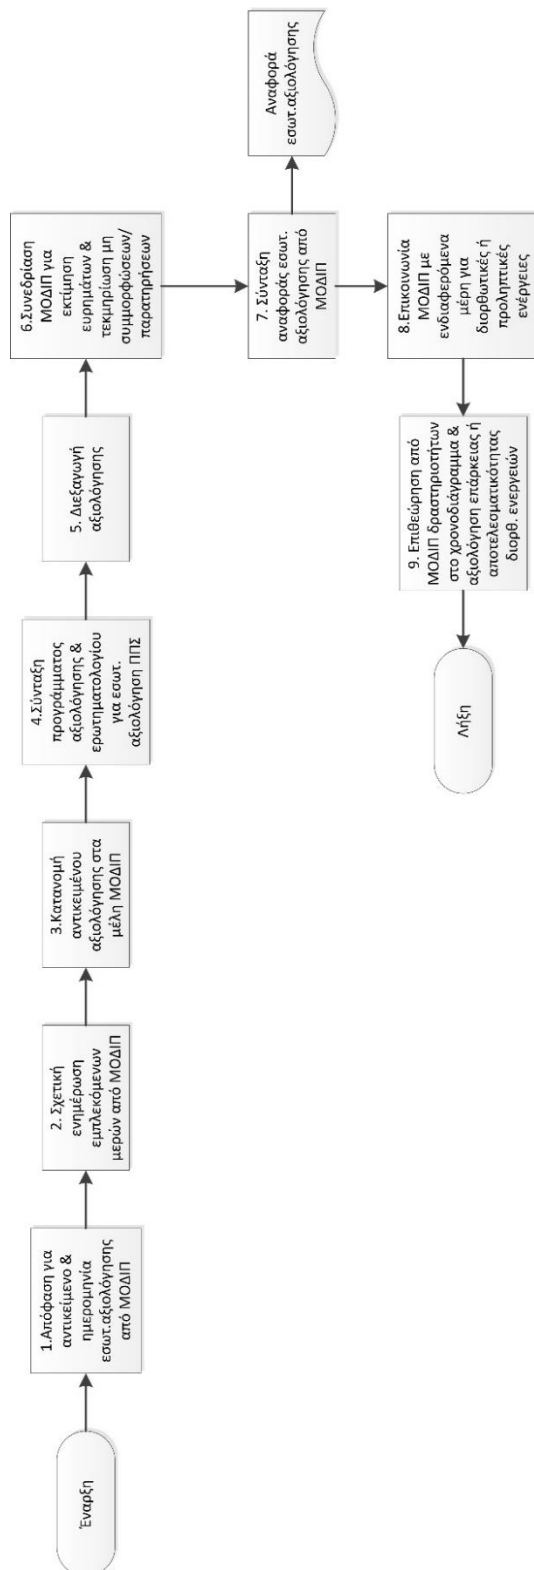 Έναρξη
1.Απόφαση για
αντικείμενο &
ημερομηνία
εσωτ.αξιολόγησης
από ΜΟΔΙΠ
2. Σχετική
ενημέρωση
εμπλεκόμενων
μερών από ΜΟΔΙΠ
3.Κατανομή
αντικειμένου
αξιολόγησης στα
μέλη ΜΟΔΙΠ
4.Σύνταξη
προγράμματος
αξιολόγησης &
ερωτηματολογίου
για εσωτ.
αξιολόγηση ΠΠΣ
5. Διεξαγωγή
αξιολόγησης
6.Συνεδρίαση
ΜΟΔΙΠ για
εκτίμηση
ευρημάτων &
τεκμηρίωση μη
συμμορφώσεων/
παρατηρήσεων
7. Σύνταξη
αναφοράς εσωτ.
αξιολόγησης από
ΜΟΔΙΠ
Αναφορά
εσωτ.αξιολόγησης
8.Επικοινωνία
ΜΟΔΙΠ με
ενδιαφερόμενα
μέρη για
διορθωτικές ή
προληπτικές
ενέργειες
9. Επιθεώρηση από
ΜΟΔΙΠ δραστηριοτήτων
στο χρονοδιάγραμμα &
αξιολόγηση επάρκειας ή
αποτελεσματικότητας
διορθ. ενεργειών
Λήξη